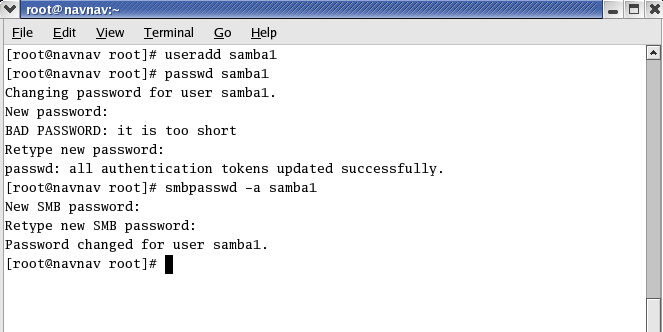 root@navnav:~
File Edit View Terminal Go Help
[root@navnav root]# useradd samba1
[root@navnav root]# passwd samba1
Changing password for user samba1.
New password:
BAD PASSWORD: it is too short
Retype new password:
passwd: all authentication tokens updated successfully.
[root@navnav root]# smbpasswd -a samba1
New SMB password:
Retype new SMB password:
Password changed for user samba1.
[root@navnav root]#